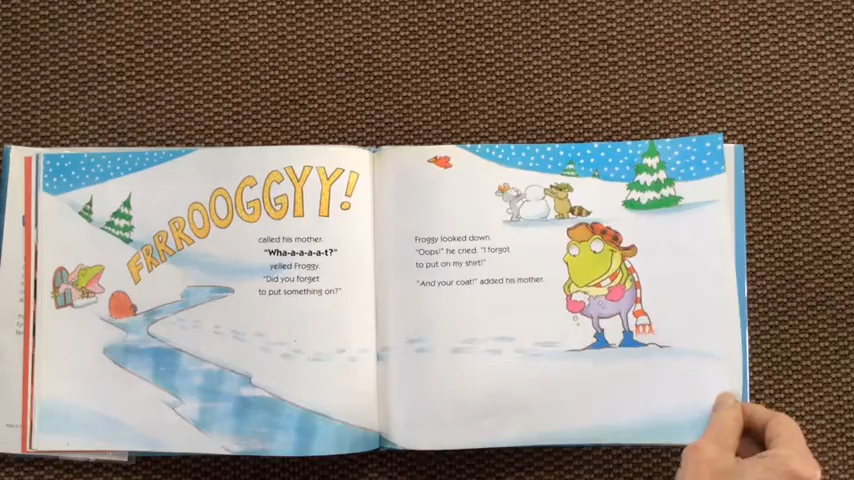 FRRROOGGYY!
called his mother.
"Wha-a-a-a-a-t?"
yelled Froggy.
"Did you forget
to put something on?"
Froggy looked down.
"Oops!" he cried. "I forgot
to put on my shirt!"
"And your coat!" added his mother.